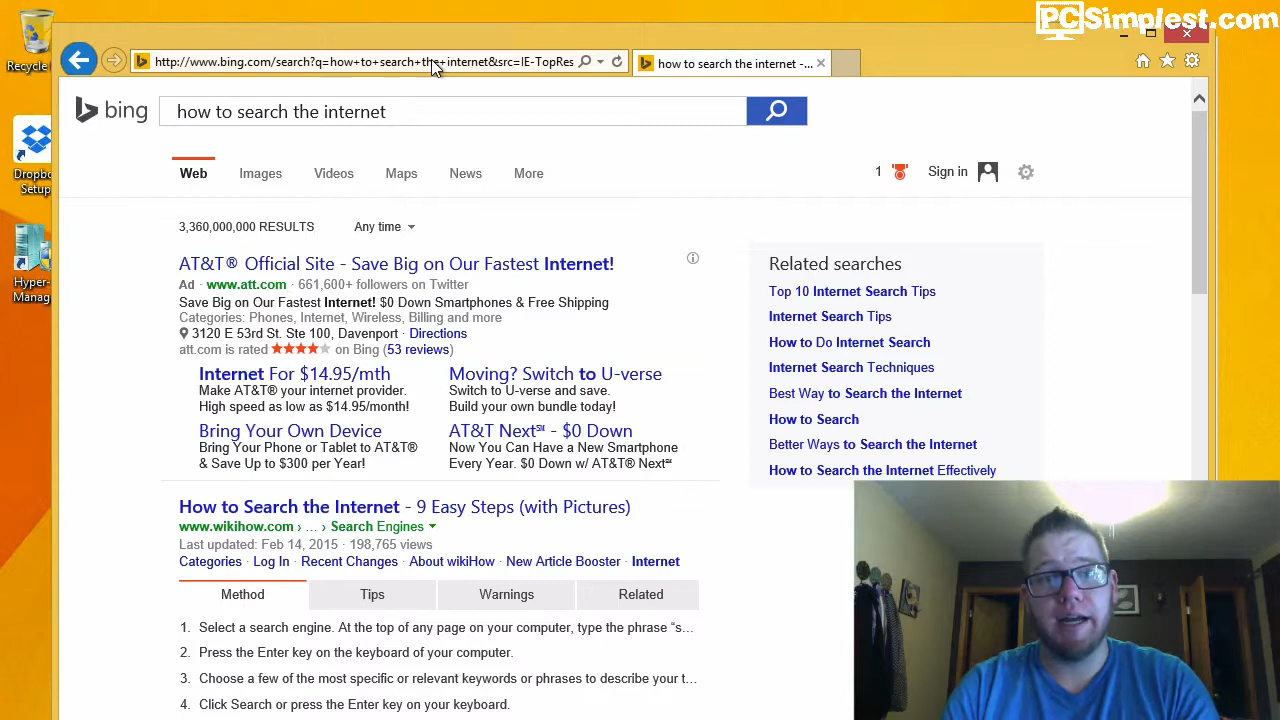 PCSimplest.com
Recycle
Dropbo
Setup
Hyper-
Manag
http://www.bing.com/search?q=how+to+search+the+internet&src=IE-TopRes
how to search the internet -...
bing
how to search the internet
Web
Images
Videos
Maps
News
More
1
Sign in
3,360,000,000 RESULTS
Any time
AT&T® Official Site - Save Big on Our Fastest Internet!
Ad · www.att.com · 661,600+ followers on Twitter
Save Big on Our Fastest Internet! $0 Down Smartphones & Free Shipping
Categories: Phones, Internet, Wireless, Billing and more
3120 E 53rd St. Ste 100, Davenport · Directions
att.com is rated ★★★★★ on Bing (53 reviews)
Internet For $14.95/mth
Make AT&T® your internet provider.
High speed as low as $14.95/month!
Moving? Switch to U-verse
Switch to U-verse and save.
Build your own bundle today!
Bring Your Own Device
Bring Your Phone or Tablet to AT&T®
& Save Up to $300 per Year!
AT&T Next℠ - $0 Down
Now You Can Have a New Smartphone
Every Year. $0 Down w/ AT&T® Next℠
How to Search the Internet - 9 Easy Steps (with Pictures)
www.wikihow.com › ... › Search Engines
Last updated: Feb 14, 2015 · 198,765 views
Categories · Log In · Recent Changes · About wikiHow · New Article Booster · Internet
Method
Tips
Warnings
Related
1. Select a search engine. At the top of any page on your computer, type the phrase “s...
2. Press the Enter key on the keyboard of your computer.
3. Choose a few of the most specific or relevant keywords or phrases to describe your t...
4. Click Search or press the Enter key on your keyboard.
Related searches
Top 10 Internet Search Tips
Internet Search Tips
How to Do Internet Search
Internet Search Techniques
Best Way to Search the Internet
How to Search
Better Ways to Search the Internet
How to Search the Internet Effectively